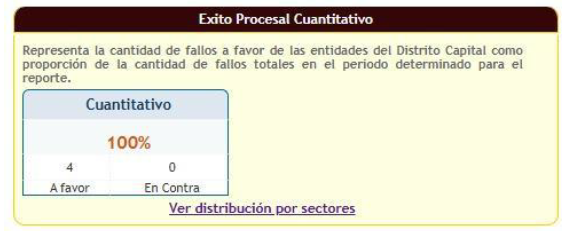 Exito Procesal Cuantitativo
Representa la cantidad de fallos a favor de las entidades del Distrito Capital como
proporción de la cantidad de fallos totales en el periodo determinado para el
reporte.
Cuantitativo
100%
4 0
A favor En Contra
Ver distribución por sectores